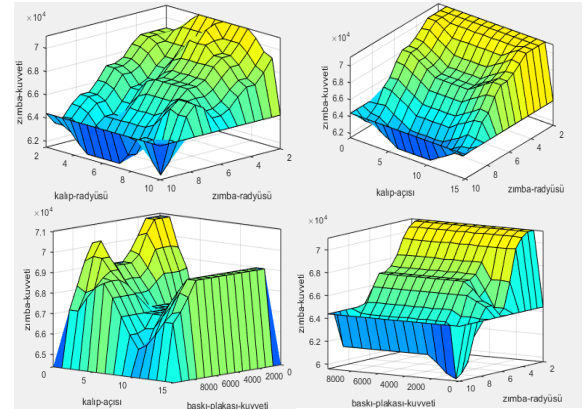 × 10⁴
7
6.8
6.6
6.4
6.2
zımba-kuvveti
2 4 6 8 10
kalıp-radyüsü
10 8 6 4 2
zımba-radyüsü
× 10⁴
7
6.8
6.6
6.4
6.2
zımba-kuvveti
0 5 10 15
kalıp-açısı
10 8 6 4 2
zımba-radyüsü
× 10⁴
7.1
7
6.9
6.8
6.7
6.6
6.5
zımba-kuvveti
0 5 10 15
kalıp-açısı
8000 6000 4000 2000 0
baskı-plakası-kuvveti
× 10⁴
7
6.8
6.6
6.4
6.2
6
zımba-kuvveti
8000 6000 4000 2000 0
baskı-plakası-kuvveti
10 8 6 4 2
zımba-radyüsü